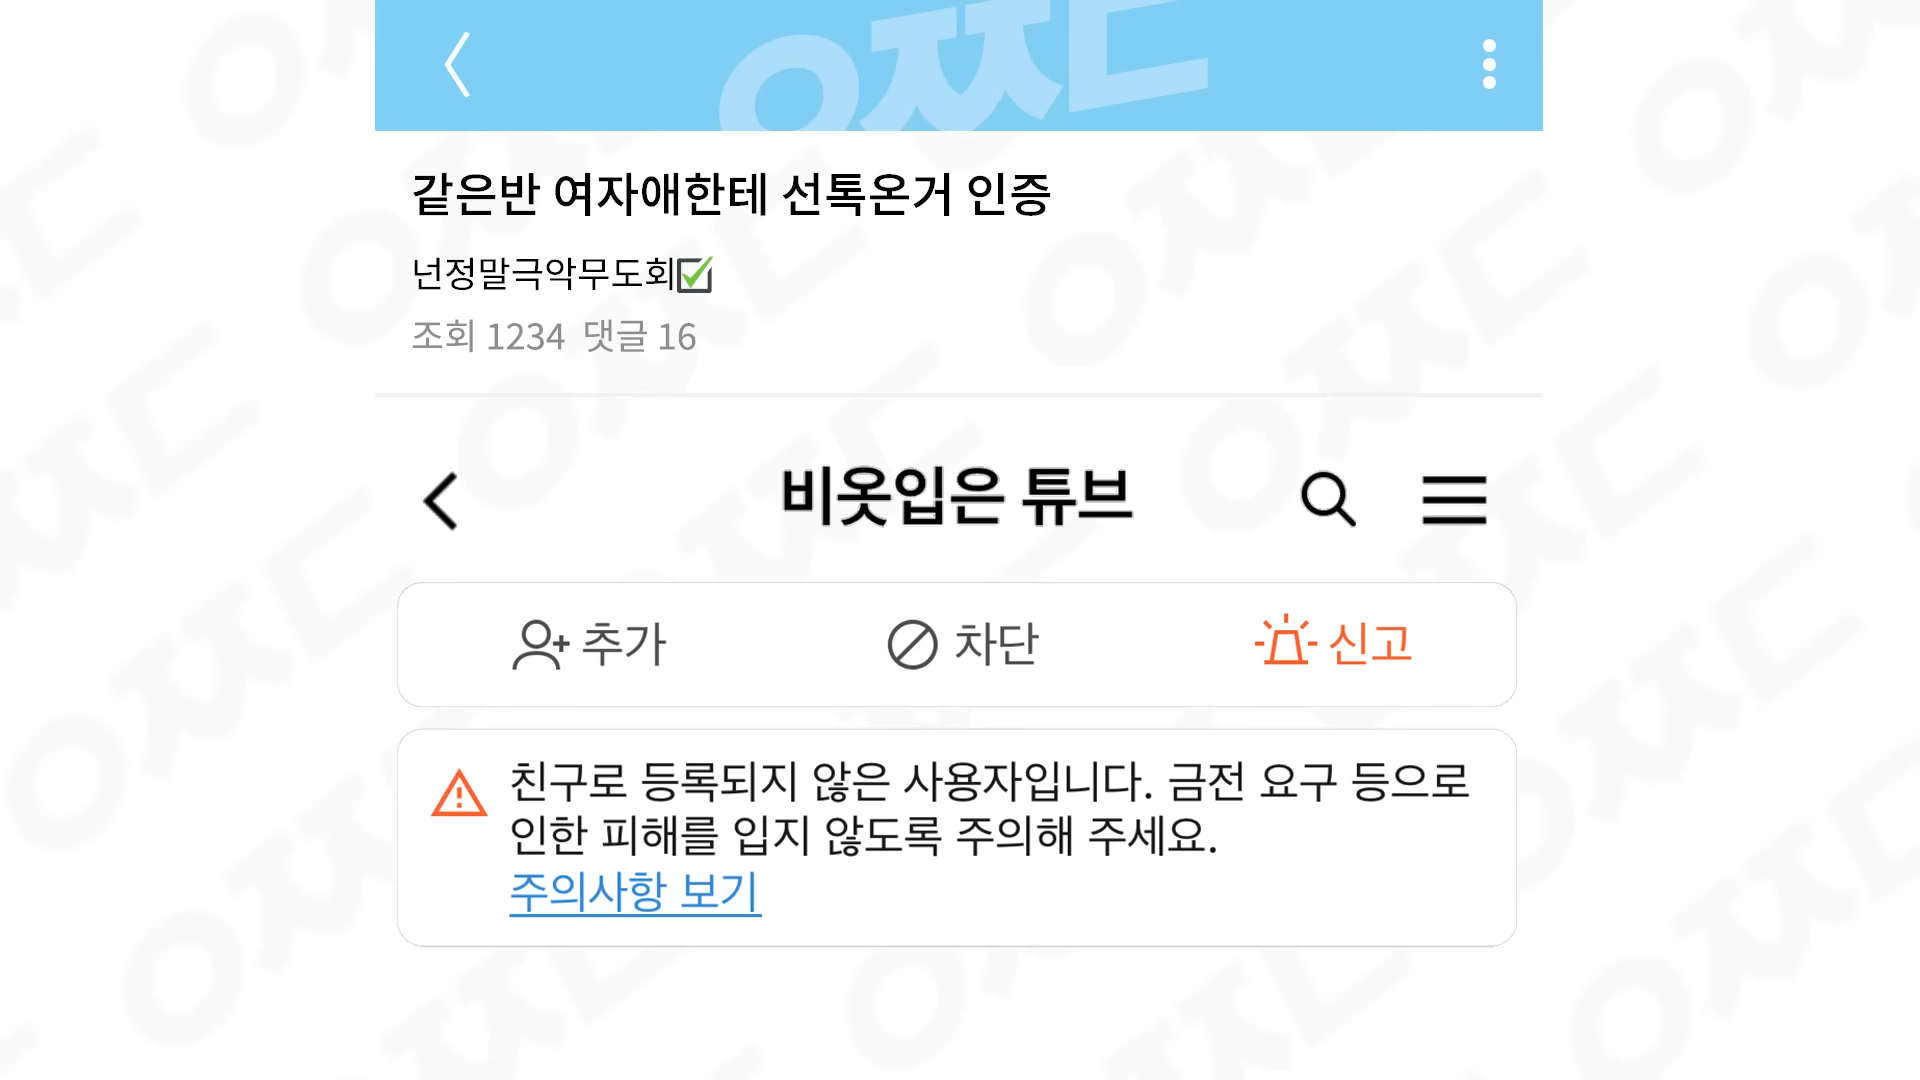 어쩌드
같은반 여자애한테 선톡온거 인증
넌정말극악무도회
조회 1234 댓글 16
비옷입은 튜브
추가 차단 신고
친구로 등록되지 않은 사용자입니다. 금전 요구 등으로
인한 피해를 입지 않도록 주의해 주세요.
주의사항 보기